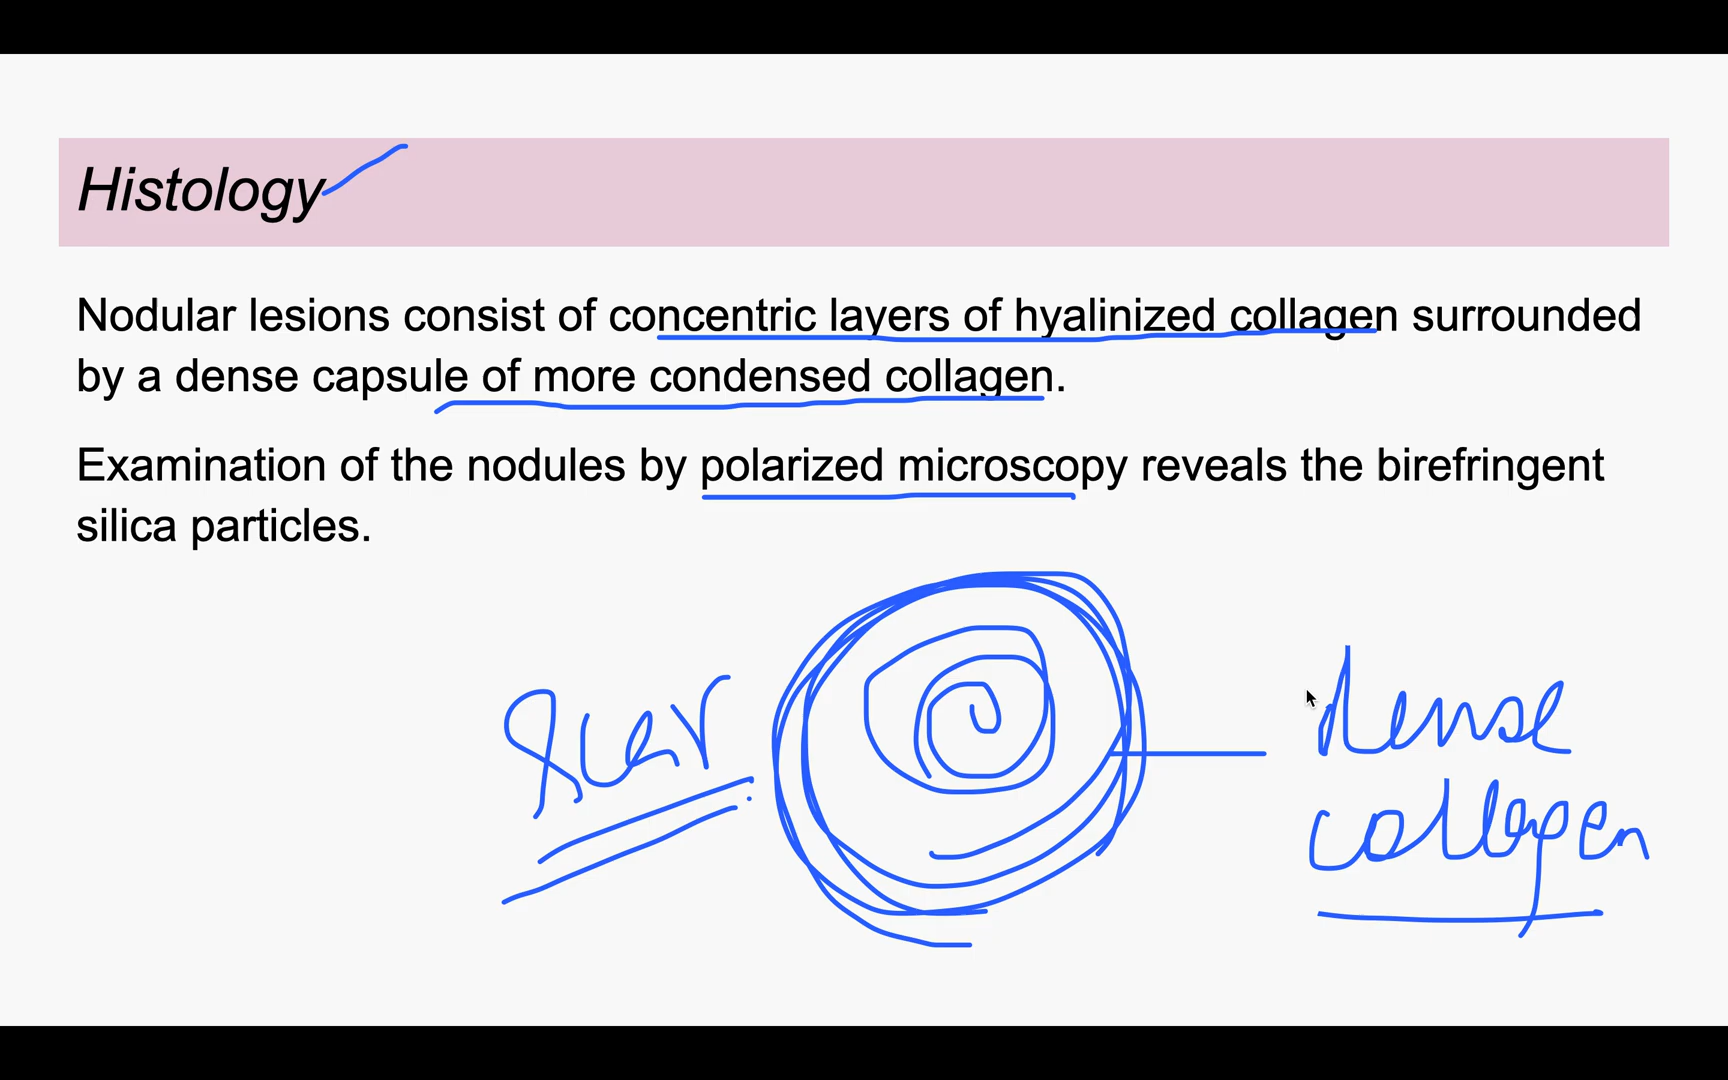 Histology
Nodular lesions consist of concentric layers of hyalinized collagen surrounded
by a dense capsule of more condensed collagen.
Examination of the nodules by polarized microscopy reveals the birefringent
silica particles.
Scar
dense
collagen